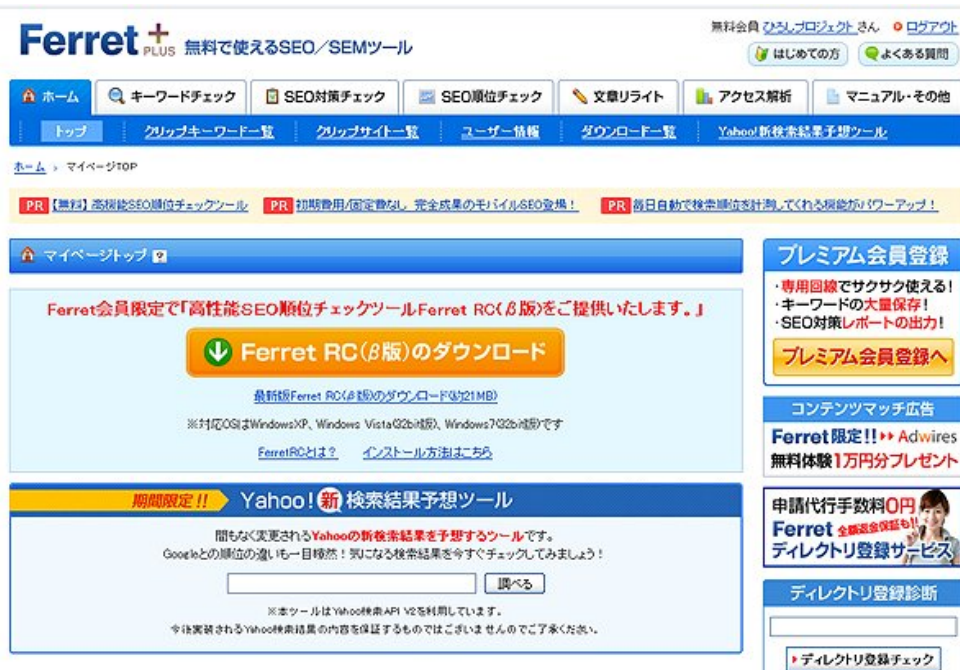 Ferret+ PLUS 無料で使えるSEO/SEMツール
無料会員 ひろしプロジェクト さん ログアウト
はじめての方 よくある質問
ホーム キーワードチェック SEO対策チェック SEO順位チェック 文章リライト アクセス解析 マニュアル・その他
トップ クリップキーワード一覧 クリップサイト一覧 ユーザー情報 ダウンロード一覧 Yahoo!新検索結果予想ツール
ホーム > マイページTOP
PR 【無料】高機能SEO順位チェックツール PR 初期費用/固定費なし 完全成果のモバイルSEO登場! PR 毎日自動で検索順位を計測してくれる機能がパワーアップ!
マイページトップ ?
Ferret会員限定で「高性能SEO順位チェックツールFerret RC(β版)をご提供いたします。」
Ferret RC(β版)のダウンロード
最新版Ferret RC(β版)のダウンロード(約21MB)
※対応OSはWindowsXP、Windows Vista(32bit版)、Windows7(32bit版)です
FerretRCとは? インストール方法はこちら
期間限定!! Yahoo!新検索結果予想ツール
間もなく変更されるYahooの新検索結果を予想するツールです。
Googleとの順位の違いも一目瞭然!気になる検索結果を今すぐチェックしてみましょう!
調べる
※本ツールはYahoo検索API V2を利用しています。
今後実装されるYahoo検索結果の内容を保証するものではございませんのでご了承ください。
プレミアム会員登録
・専用回線でサクサク使える!
・キーワードの大量保存!
・SEO対策レポートの出力!
プレミアム会員登録へ
コンテンツマッチ広告
Ferret限定!! Adwires
無料体験1万円分プレゼント
申請代行手数料0円
Ferret 全額返金保証も!!
ディレクトリ登録サービス
ディレクトリ登録診断
ディレクトリ登録チェック